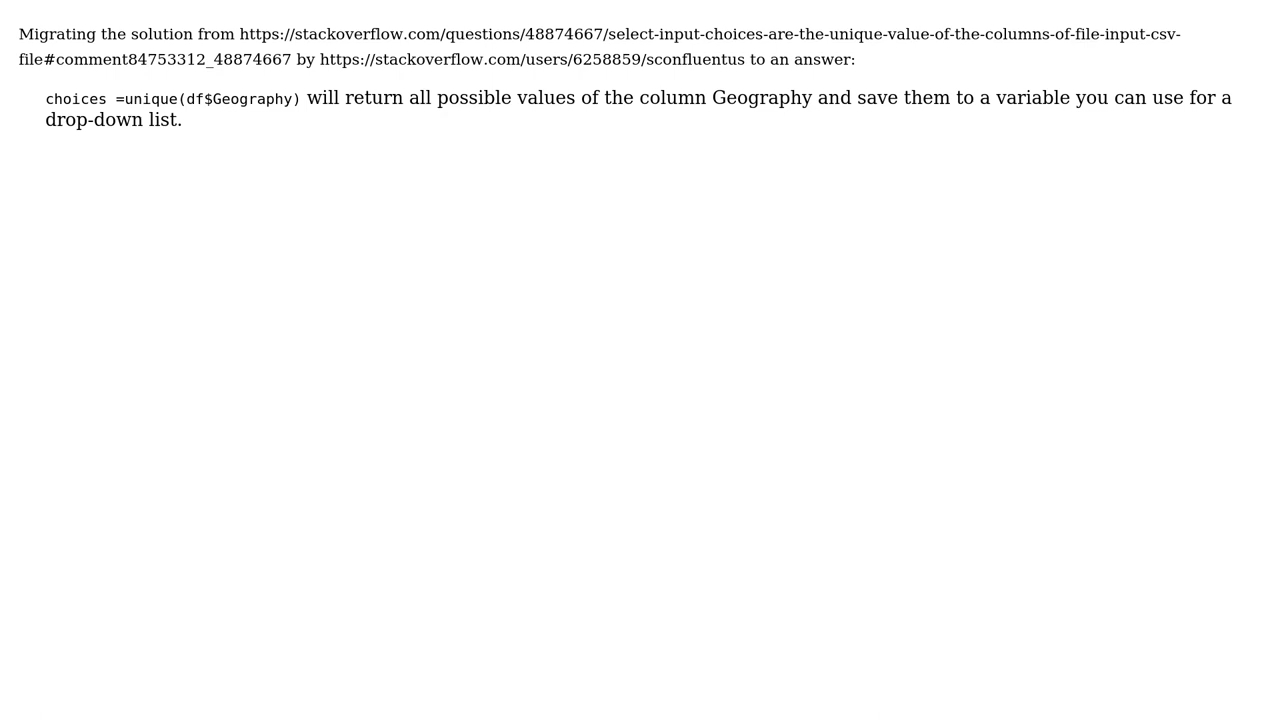 Migrating the solution from https://stackoverflow.com/questions/48874667/select-input-choices-are-the-unique-value-of-the-columns-of-file-input-csv-
file#comment84753312_48874667 by https://stackoverflow.com/users/6258859/sconfluentus to an answer:
choices =unique(df$Geography) will return all possible values of the column Geography and save them to a variable you can use for a
drop-down list.